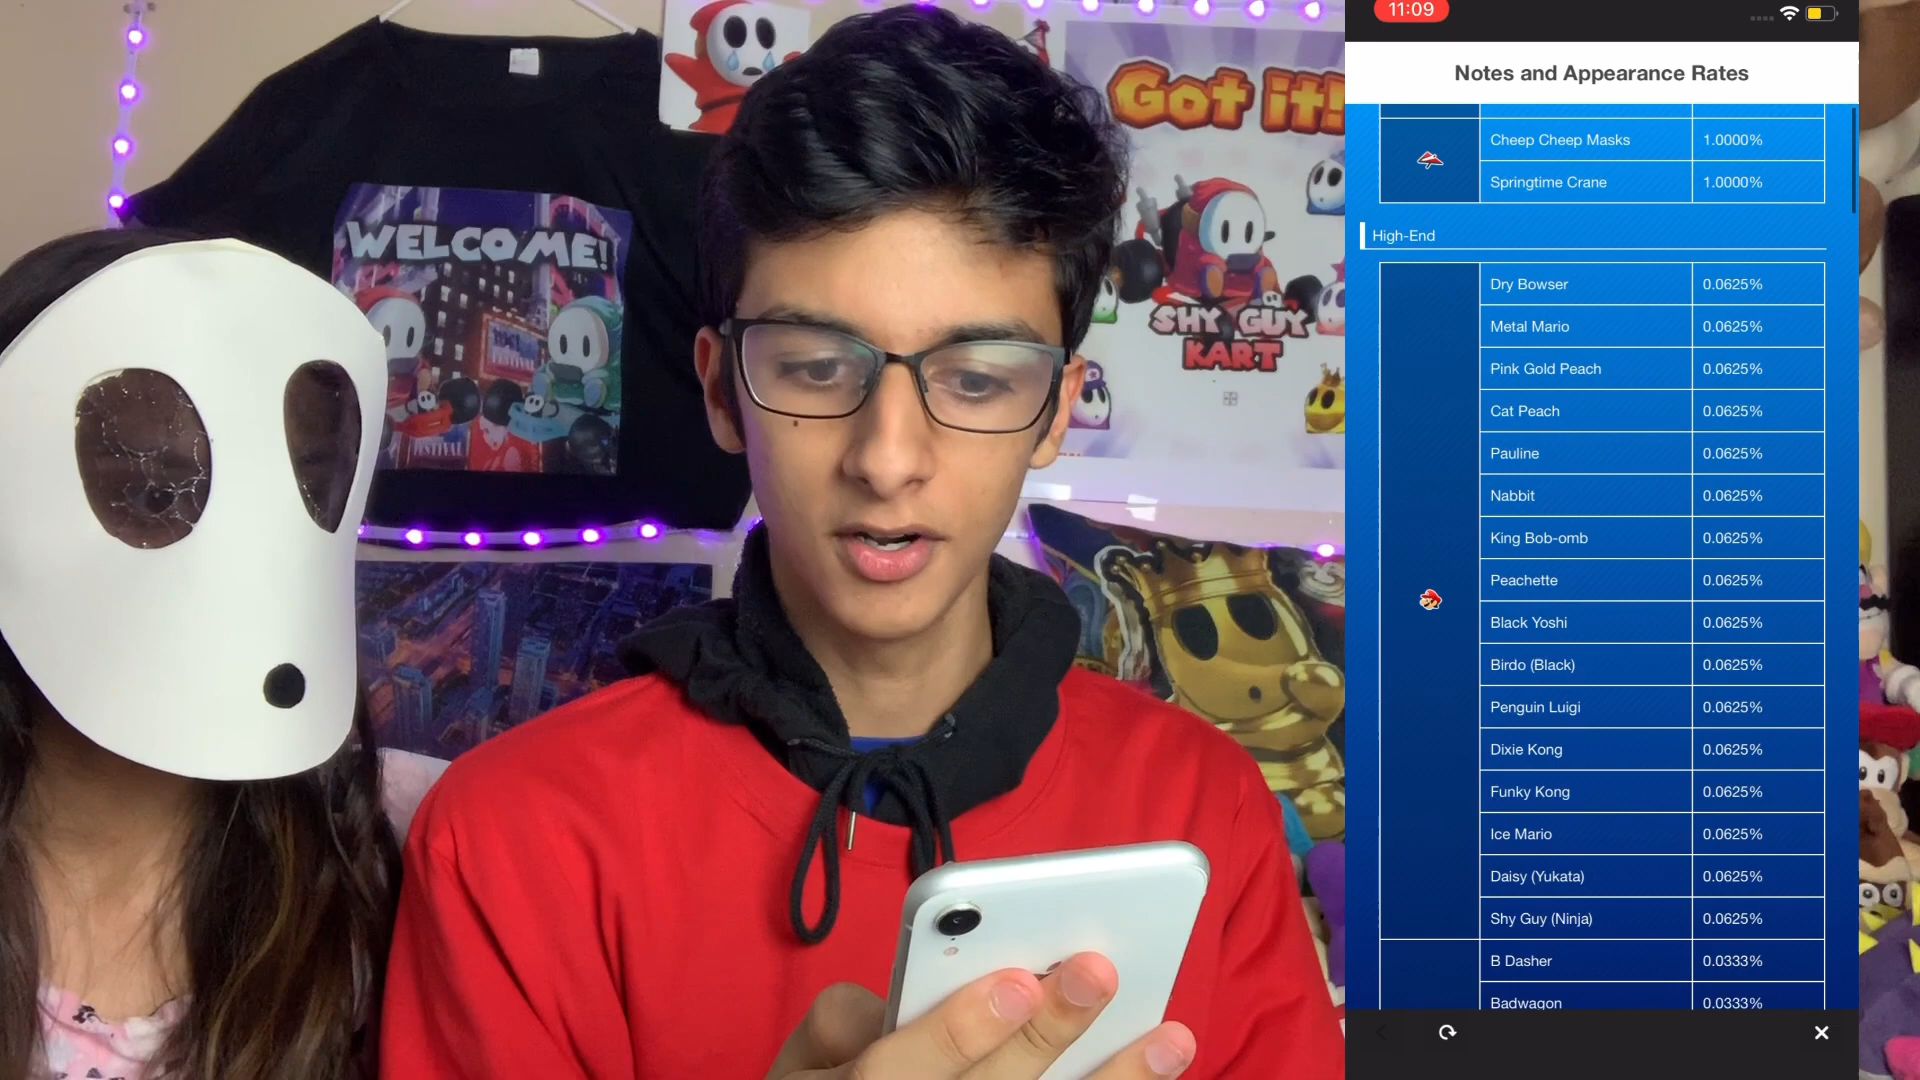 WELCOME!
FESTIVAL
Got it!
SHY GUY
KART
11:09
Notes and Appearance Rates
Cheep Cheep Masks 1.0000%
Springtime Crane 1.0000%
High-End
Dry Bowser 0.0625%
Metal Mario 0.0625%
Pink Gold Peach 0.0625%
Cat Peach 0.0625%
Pauline 0.0625%
Nabbit 0.0625%
King Bob-omb 0.0625%
Peachette 0.0625%
Black Yoshi 0.0625%
Birdo (Black) 0.0625%
Penguin Luigi 0.0625%
Dixie Kong 0.0625%
Funky Kong 0.0625%
Ice Mario 0.0625%
Daisy (Yukata) 0.0625%
Shy Guy (Ninja) 0.0625%
B Dasher 0.0333%
Badwagon 0.0333%